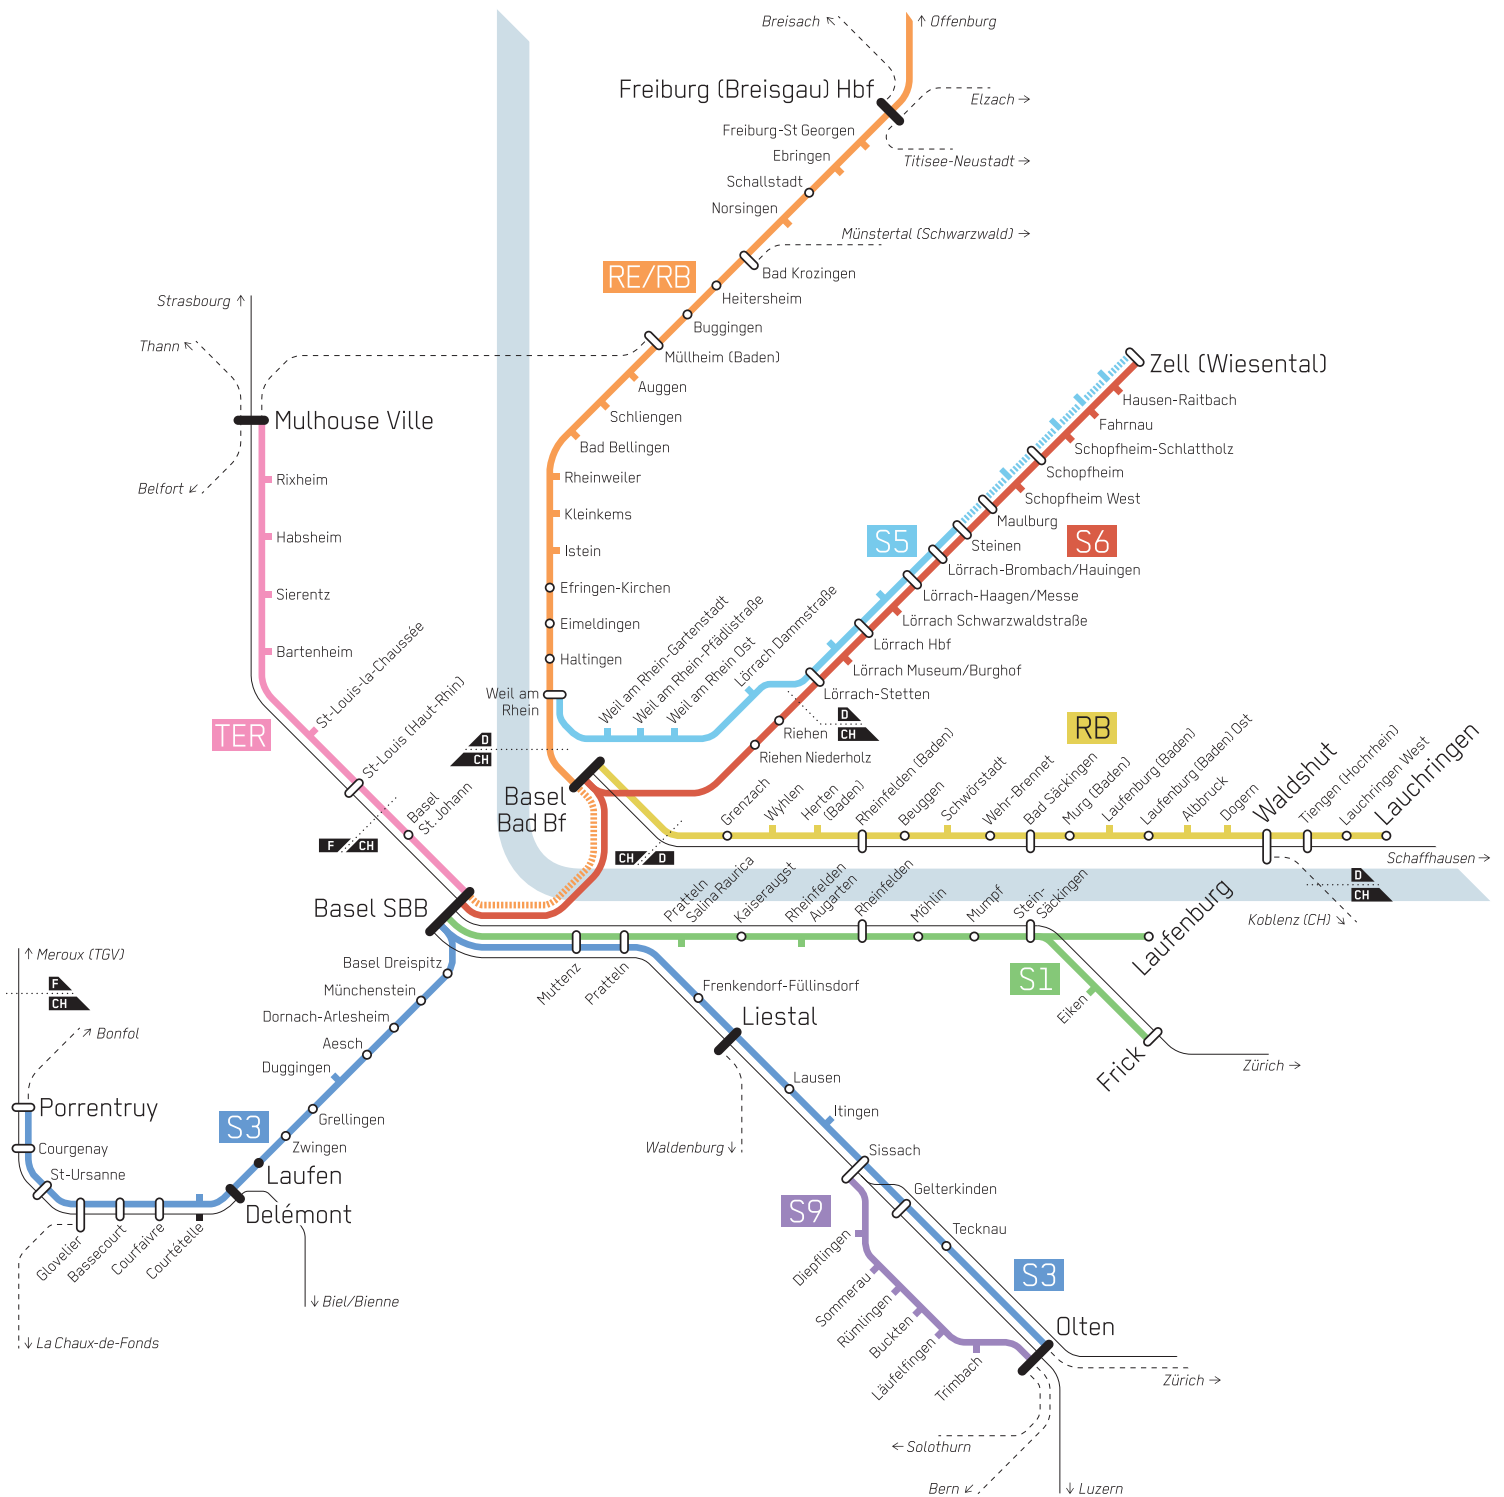 Breisach ↖
↑ Offenburg
Freiburg (Breisgau) Hbf
Elzach →
Freiburg-St Georgen
Ebringen
Titisee-Neustadt →
Schallstadt
Norsingen
Münstertal (Schwarzwald) →
RE/RB
Bad Krozingen
Heitersheim
Buggingen
Müllheim (Baden)
Auggen
Schliengen
Bad Bellingen
Rheinweiler
Kleinkems
Istein
Efringen-Kirchen
Eimeldingen
Haltingen
Weil am
Rhein
Strasbourg ↑
Thann ↖
Mulhouse Ville
Belfort ↙
Rixheim
Habsheim
Sierentz
Bartenheim
St-Louis-la-Chaussée
St-Louis (Haut-Rhin)
TER
Basel
St. Johann
F
CH
D
CH
Zell (Wiesental)
Hausen-Raitbach
Fahrnau
Schopfheim-Schlattholz
Schopfheim
Schopfheim West
Maulburg
S5
S6
Steinen
Lörrach-Brombach/Hauingen
Lörrach-Haagen/Messe
Lörrach Schwarzwaldstraße
Lörrach Hbf
Lörrach Museum/Burghof
Lörrach-Stetten
Weil am Rhein-Gartenstadt
Weil am Rhein-Pfädlistraße
Weil am Rhein Ost
Lörrach Dammstraße
Riehen
Riehen Niederholz
D
CH
Basel
Bad Bf
CH
D
RB
Grenzach
Wyhlen
Herten
(Baden)
Rheinfelden (Baden)
Beuggen
Schwörstadt
Wehr-Brennet
Bad Säckingen
Murg (Baden)
Laufenburg (Baden)
Laufenburg (Baden) Ost
Albbruck
Dogern
Waldshut
Tiengen (Hochrhein)
Lauchringen West
Lauchringen
Schaffhausen →
D
CH
Koblenz (CH) ↘
Basel SBB
Pratteln
Salina Raurica
Kaiseraugst
Rheinfelden
Augarten
Rheinfelden
Möhlin
Mumpf
Stein-
Säckingen
Laufenburg
S1
Eiken
Frick
Zürich →
Muttenz
Pratteln
Frenkendorf-Füllinsdorf
Liestal
Lausen
Itingen
Waldenburg ↓
Sissach
Gelterkinden
Tecknau
S9
Diepflingen
Sommerau
Rümlingen
Buckten
Läufelfingen
Trimbach
S3
Olten
Zürich →
← Solothurn
Bern ↙
↓ Luzern
Basel Dreispitz
Münchenstein
Dornach-Arlesheim
Aesch
Duggingen
Grellingen
Zwingen
S3
Laufen
Delémont
↓ Biel/Bienne
↑ Meroux (TGV)
F
CH
↗ Bonfol
Porrentruy
Courgenay
St-Ursanne
Glovelier
Bassecourt
Courfaivre
Courtételle
↓ La Chaux-de-Fonds